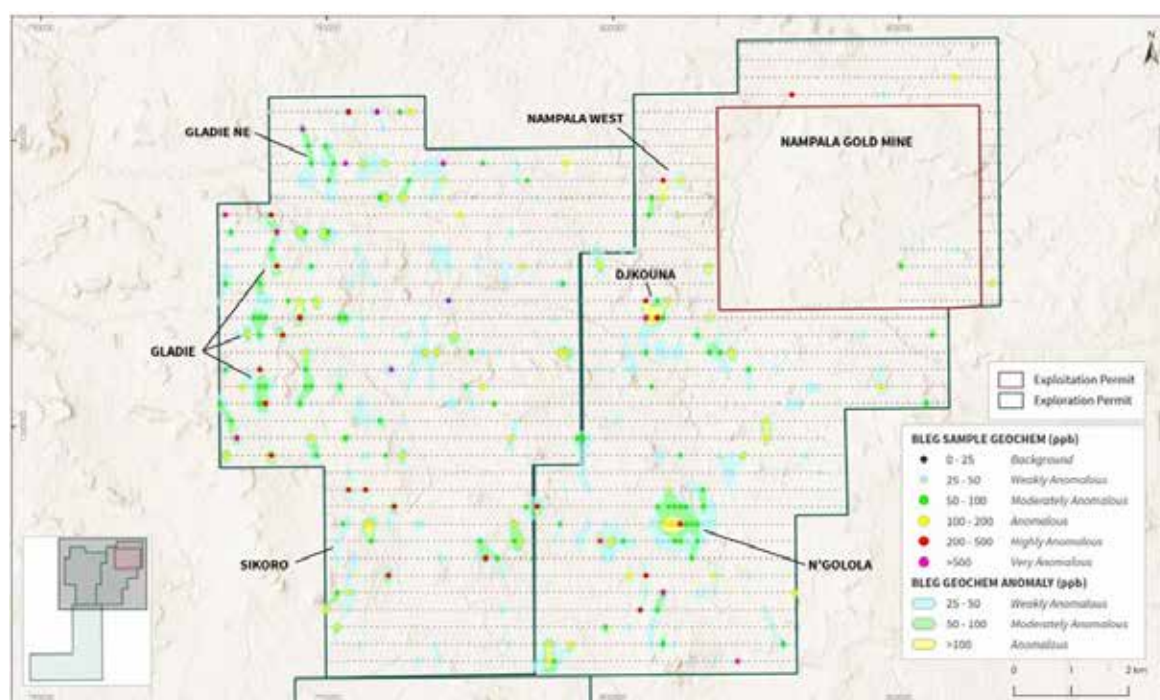 N
GLADIE NE
NAMPALA WEST
NAMPALA GOLD MINE
DJKOUNA
GLADIE
SIKORO
N'GOLOLA
Exploitation Permit
Exploration Permit
BLEG SAMPLE GEOCHEM (ppb)
0 - 25 Background
25 - 50 Weakly Anomalous
50 - 100 Moderately Anomalous
100 - 200 Anomalous
200 - 500 Highly Anomalous
>500 Very Anomalous
BLEG GEOCHEM ANOMALY (ppb)
25 - 50 Weakly Anomalous
50 - 100 Moderately Anomalous
>100 Anomalous
0 1 2 km